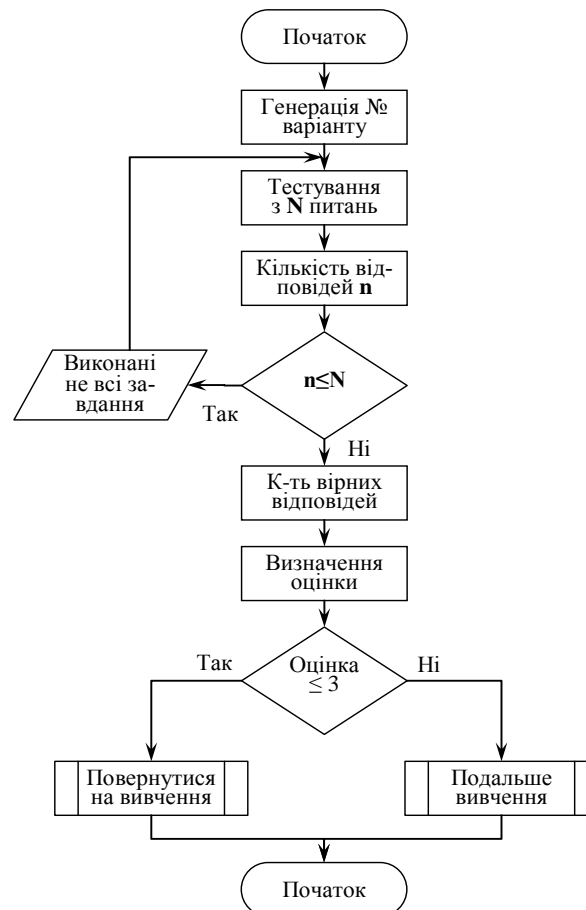 Початок
Генерація №
варіанту
Тестування
з N питань
Кількість від-
повідей n
Виконані
не всі за-
вдання
n≤N
Так
Ні
К-ть вірних
відповідей
Визначення
оцінки
Так
Оцінка
≤ 3
Ні
Повернутися
на вивчення
Подальше
вивчення
Початок